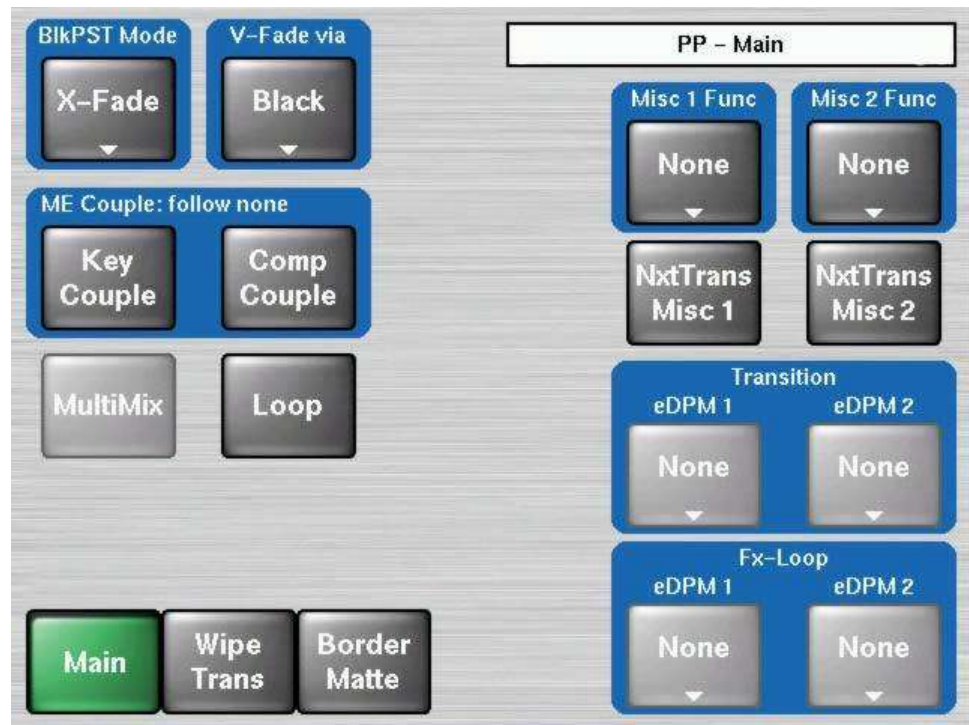 BlkPST Mode
V-Fade via
X-Fade
Black
ME Couple: follow none
Key
Couple
Comp
Couple
MultiMix
Loop
Main
Wipe
Trans
Border
Matte
PP - Main
Misc 1 Func
Misc 2 Func
None
None
NxtTrans
Misc 1
NxtTrans
Misc 2
Transition
eDPM 1
eDPM 2
None
None
Fx-Loop
eDPM 1
eDPM 2
None
None